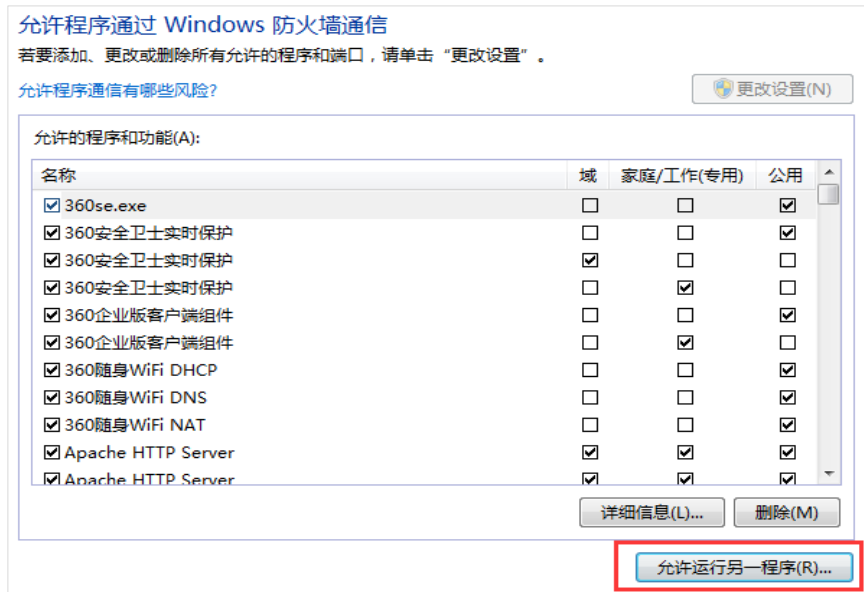 允许程序通过 Windows 防火墙通信
若要添加、更改或删除所有允许的程序和端口，请单击“更改设置”。
允许程序通信有哪些风险?
更改设置(N)
允许的程序和功能(A):
名称 域 家庭/工作(专用) 公用
360se.exe
360安全卫士实时保护
360安全卫士实时保护
360安全卫士实时保护
360企业版客户端组件
360企业版客户端组件
360随身WiFi DHCP
360随身WiFi DNS
360随身WiFi NAT
Apache HTTP Server
Apache HTTP Server
详细信息(L)... 删除(M)
允许运行另一程序(R)...